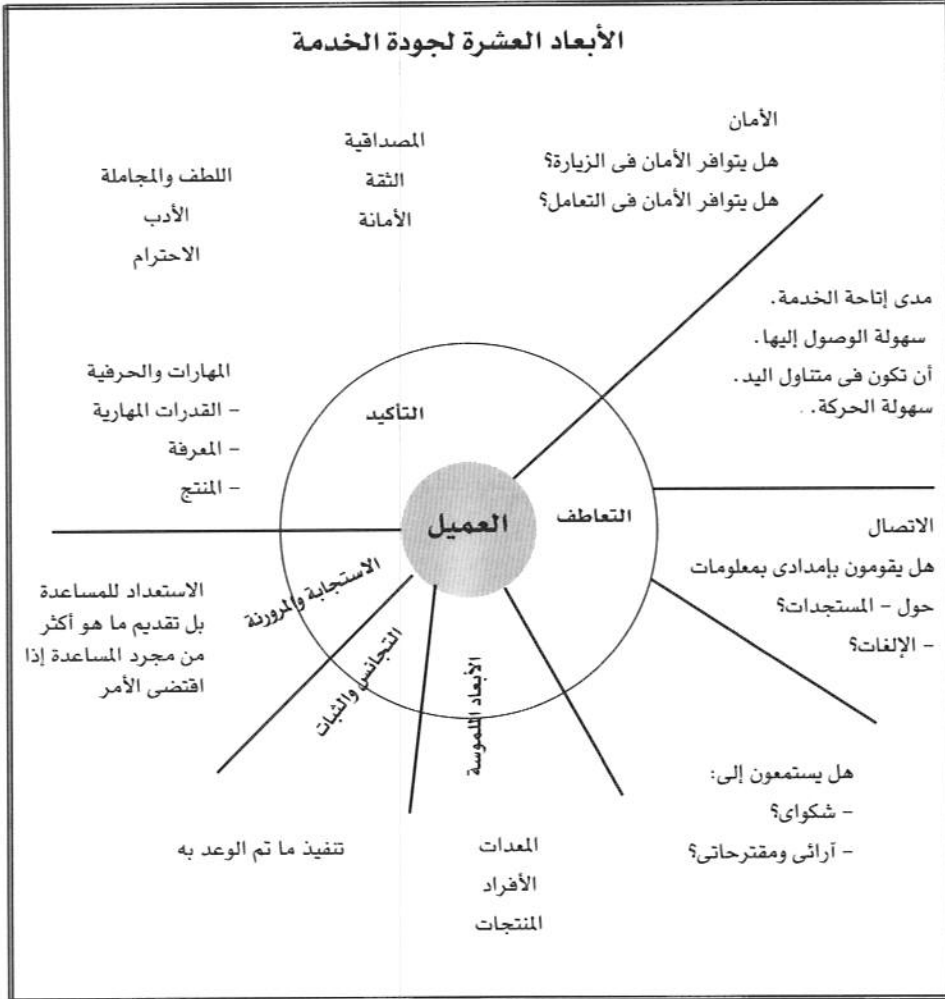 الأبعاد العشرة لجودة الخدمة
الأمان
هل يتوافر الأمان فى الزيارة؟
هل يتوافر الأمان فى التعامل؟
المصداقية
الثقة
الأمانة
اللطف والمجاملة
الأدب
الاحترام
مدى إتاحة الخدمة.
سهولة الوصول إليها.
أن تكون فى متناول اليد.
سهولة الحركة.
المهارات والحرفية
– القدرات المهارية
– المعرفة
– المنتج
التأكيد
التعاطف
العميل
الاستجابة والمرورنة
التجانس والثبات
الأبعاد اللموسة
الاتصال
هل يقومون بإمدادى بمعلومات
حول – المستجدات؟
– الإلغات؟
الاستعداد للمساعدة
بل تقديم ما هو أكثر
من مجرد المساعدة إذا
اقتضى الأمر
هل يستمعون إلى:
– شكواى؟
– آرائى ومقترحاتى؟
تنفيذ ما تم الوعد به
المعدات
الأفراد
المنتجات